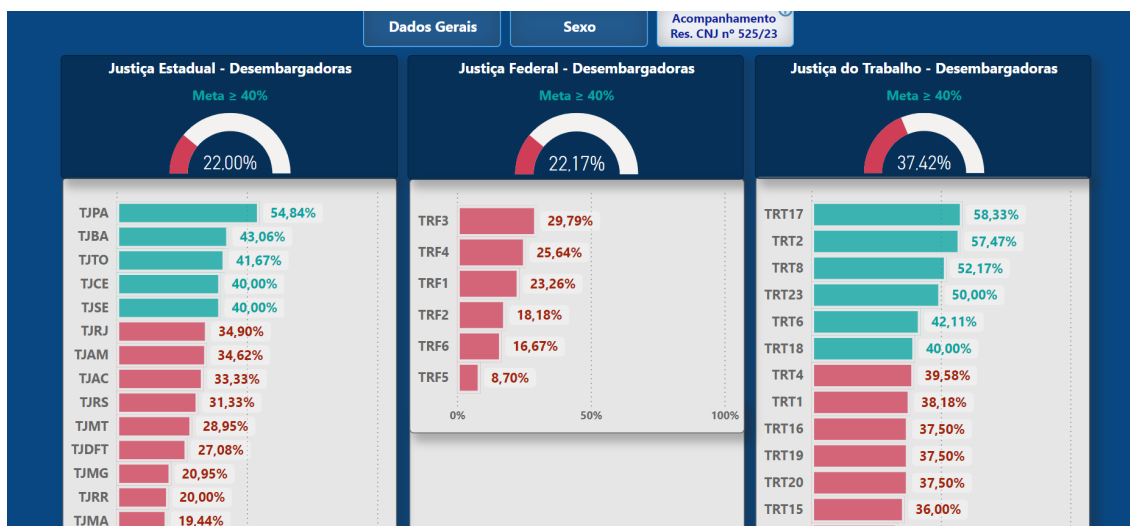 Dados Gerais
Sexo
Acompanhamento
Res. CNJ nº 525/23
Justiça Estadual - Desembargadoras
Meta ≥ 40%
22,00%
TJPA 54,84%
TJBA 43,06%
TJTO 41,67%
TJCE 40,00%
TJSE 40,00%
TJRJ 34,90%
TJAM 34,62%
TJAC 33,33%
TJRS 31,33%
TJMT 28,95%
TJDFT 27,08%
TJMG 20,95%
TJRR 20,00%
TJMA 19,44%
Justiça Federal - Desembargadoras
Meta ≥ 40%
22,17%
TRF3 29,79%
TRF4 25,64%
TRF1 23,26%
TRF2 18,18%
TRF6 16,67%
TRF5 8,70%
0% 50% 100%
Justiça do Trabalho - Desembargadoras
Meta ≥ 40%
37,42%
TRT17 58,33%
TRT2 57,47%
TRT8 52,17%
TRT23 50,00%
TRT6 42,11%
TRT18 40,00%
TRT4 39,58%
TRT1 38,18%
TRT16 37,50%
TRT19 37,50%
TRT20 37,50%
TRT15 36,00%